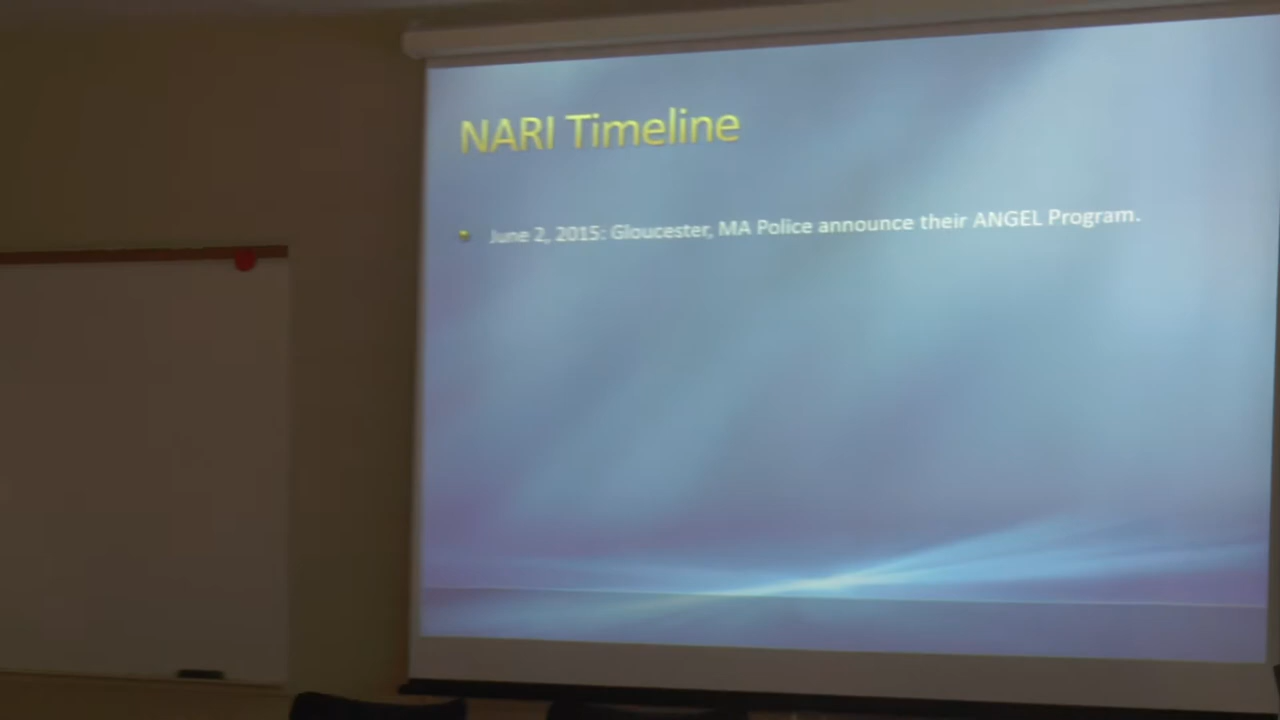 NARI Timeline
June 2, 2015: Gloucester, MA Police announce their ANGEL Program.